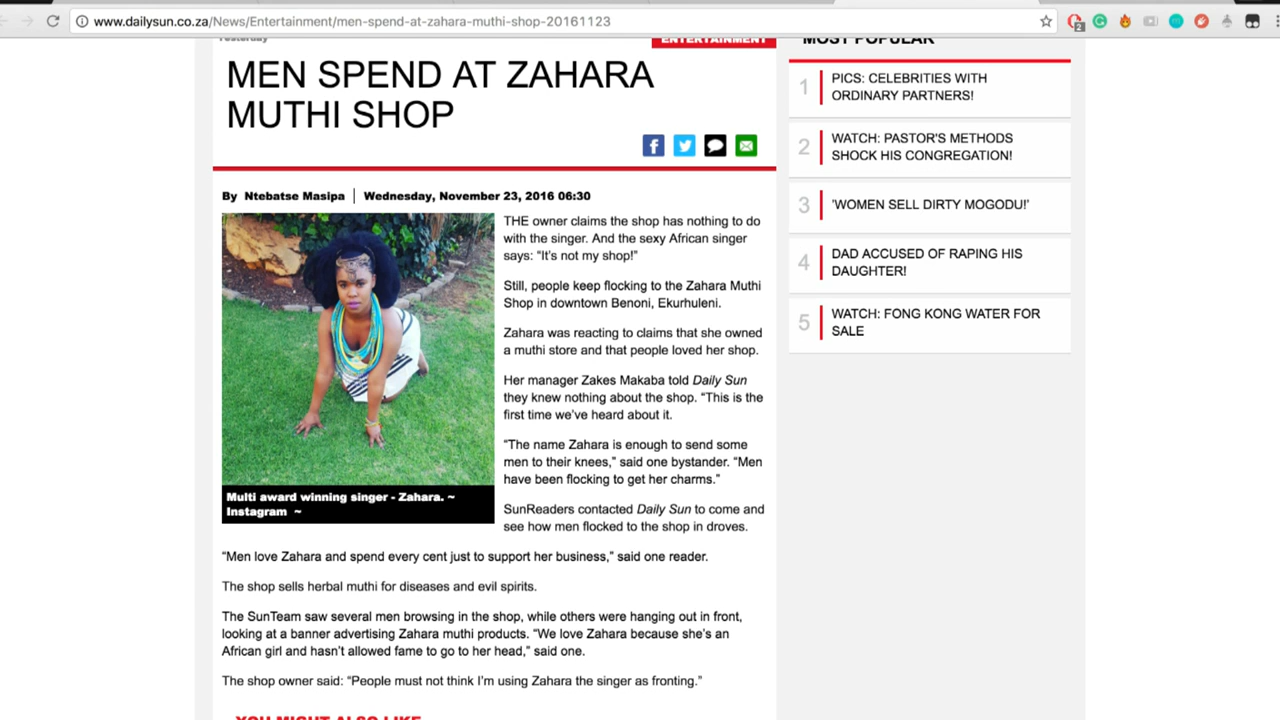 www.dailysun.co.za/News/Entertainment/men-spend-at-zahara-muthi-shop-20161123
2
Yesterday
ENTERTAINMENT
MEN SPEND AT ZAHARA
MUTHI SHOP
By Ntebatse Masipa | Wednesday, November 23, 2016 06:30
THE owner claims the shop has nothing to do
with the singer. And the sexy African singer
says: “It’s not my shop!”
Still, people keep flocking to the Zahara Muthi
Shop in downtown Benoni, Ekurhuleni.
Zahara was reacting to claims that she owned
a muthi store and that people loved her shop.
Her manager Zakes Makaba told Daily Sun
they knew nothing about the shop. “This is the
first time we’ve heard about it.
“The name Zahara is enough to send some
men to their knees,” said one bystander. “Men
have been flocking to get her charms.”
SunReaders contacted Daily Sun to come and
see how men flocked to the shop in droves.
Multi award winning singer - Zahara. ~
Instagram ~
“Men love Zahara and spend every cent just to support her business,” said one reader.
The shop sells herbal muthi for diseases and evil spirits.
The SunTeam saw several men browsing in the shop, while others were hanging out in front,
looking at a banner advertising Zahara muthi products. “We love Zahara because she’s an
African girl and hasn’t allowed fame to go to her head,” said one.
The shop owner said: “People must not think I’m using Zahara the singer as fronting.”
YOU MIGHT ALSO LIKE
MOST POPULAR
1 PICS: CELEBRITIES WITH
ORDINARY PARTNERS!
2 WATCH: PASTOR'S METHODS
SHOCK HIS CONGREGATION!
3 'WOMEN SELL DIRTY MOGODU!'
4 DAD ACCUSED OF RAPING HIS
DAUGHTER!
5 WATCH: FONG KONG WATER FOR
SALE